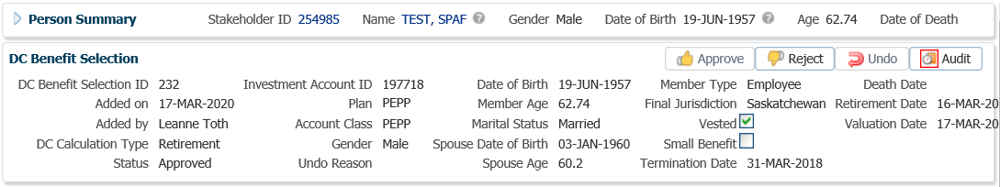 Person Summary Stakeholder ID 254985 Name TEST, SPAF Gender Male Date of Birth 19-JUN-1957 Age 62.74 Date of Death
DC Benefit Selection Approve Reject Undo Audit
DC Benefit Selection ID 232 Investment Account ID 197718 Date of Birth 19-JUN-1957 Member Type Employee Death Date
Added on 17-MAR-2020 Plan PEPP Member Age 62.74 Final Jurisdiction Saskatchewan Retirement Date 16-MAR-20
Added by Leanne Toth Account Class PEPP Marital Status Married Vested Valuation Date 17-MAR-20
DC Calculation Type Retirement Gender Male Spouse Date of Birth 03-JAN-1960 Small Benefit
Status Approved Undo Reason Spouse Age 60.2 Termination Date 31-MAR-2018